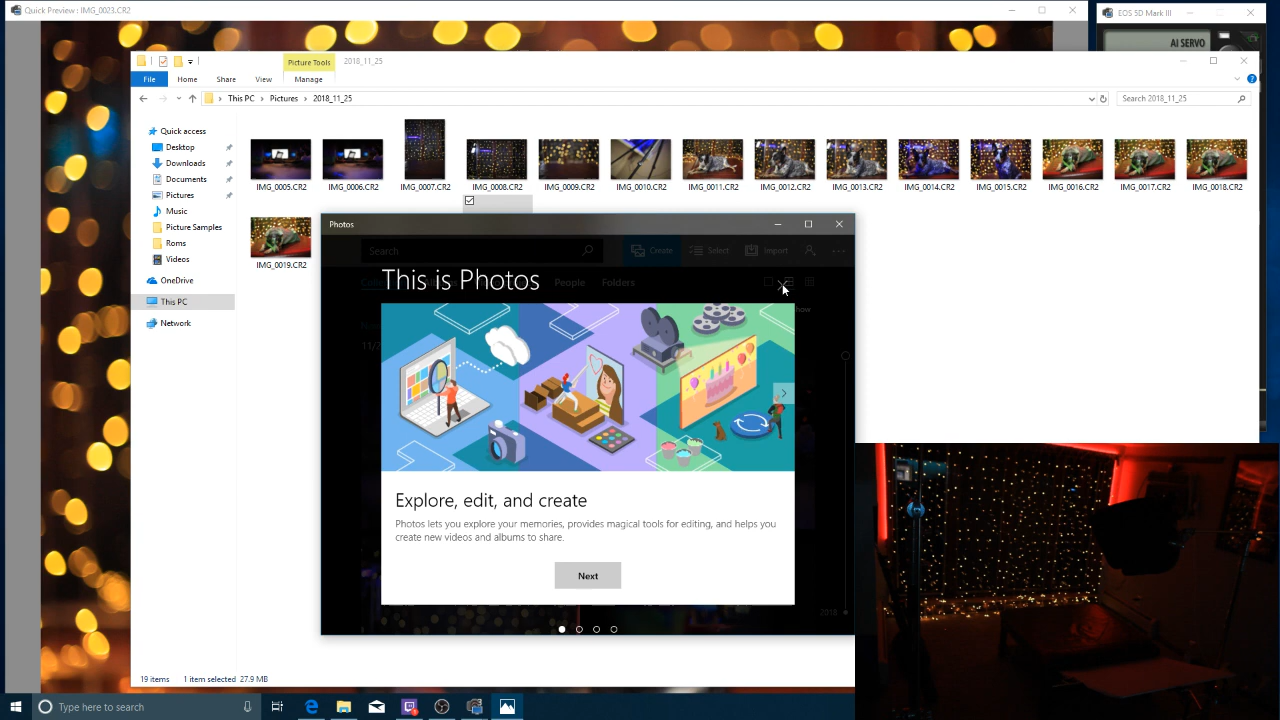 Quick Preview : IMG_0023.CR2
EOS 5D Mark III
AI SERVO
Picture Tools
2018_11_25
File
Home
Share
View
Manage
This PC
Pictures
2018_11_25
Search 2018_11_25
Quick access
Desktop
Downloads
Documents
Pictures
Music
Picture Samples
Roms
Videos
OneDrive
This PC
Network
IMG_0005.CR2
IMG_0006.CR2
IMG_0007.CR2
IMG_0008.CR2
IMG_0009.CR2
IMG_0010.CR2
IMG_0011.CR2
IMG_0012.CR2
IMG_0013.CR2
IMG_0014.CR2
IMG_0015.CR2
IMG_0016.CR2
IMG_0017.CR2
IMG_0018.CR2
IMG_0019.CR2
Photos
Search
Create
Select
Import
This is Photos
People
Folders
Explore, edit, and create
Photos lets you explore your memories, provides magical tools for editing, and helps you
create new videos and albums to share.
Next
2018
19 items
1 item selected
27.9 MB
Type here to search